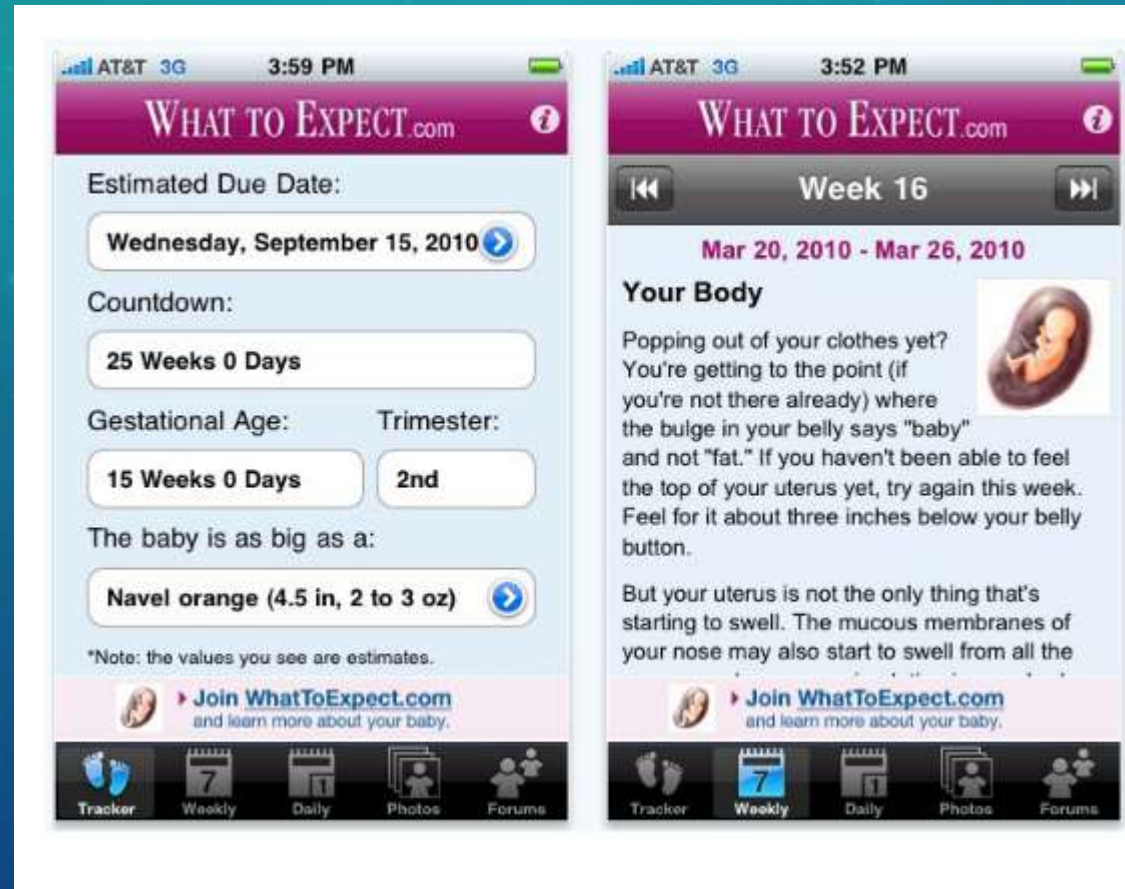 AT&T 3G 3:59 PM
WHAT TO EXPECT.com
Estimated Due Date:
Wednesday, September 15, 2010
Countdown:
25 Weeks 0 Days
Gestational Age: Trimester:
15 Weeks 0 Days 2nd
The baby is as big as a:
Navel orange (4.5 in, 2 to 3 oz)
*Note: the values you see are estimates.
Join WhatToExpect.com
and learn more about your baby.
7 1
Tracker Weekly Daily Photos Forums
AT&T 3G 3:52 PM
WHAT TO EXPECT.com
Week 16
Mar 20, 2010 - Mar 26, 2010
Your Body
Popping out of your clothes yet?
You're getting to the point (if
you're not there already) where
the bulge in your belly says "baby"
and not "fat." If you haven't been able to feel
the top of your uterus yet, try again this week.
Feel for it about three inches below your belly
button.
But your uterus is not the only thing that's
starting to swell. The mucous membranes of
your nose may also start to swell from all the
Join WhatToExpect.com
and learn more about your baby.
7 1
Tracker Weekly Daily Photos Forums